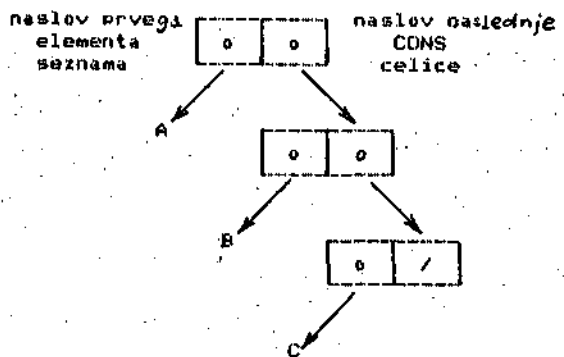 naslov prvega
elementa
seznama
naslov naslednje
CONS
celice
o o
A
o o
B
o /
C